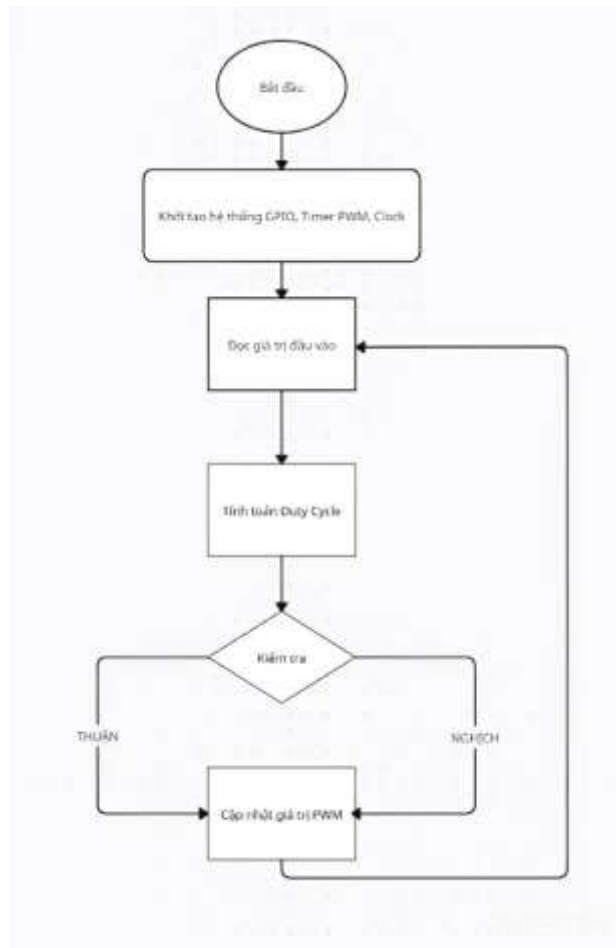 Bắt đầu
Khởi tạo hệ thống GPIO, Timer PWM, Clock
Đọc giá trị đầu vào
Tính toán Duty Cycle
Kiểm tra
THUẬN
NGHỊCH
Cập nhật giá trị PWM